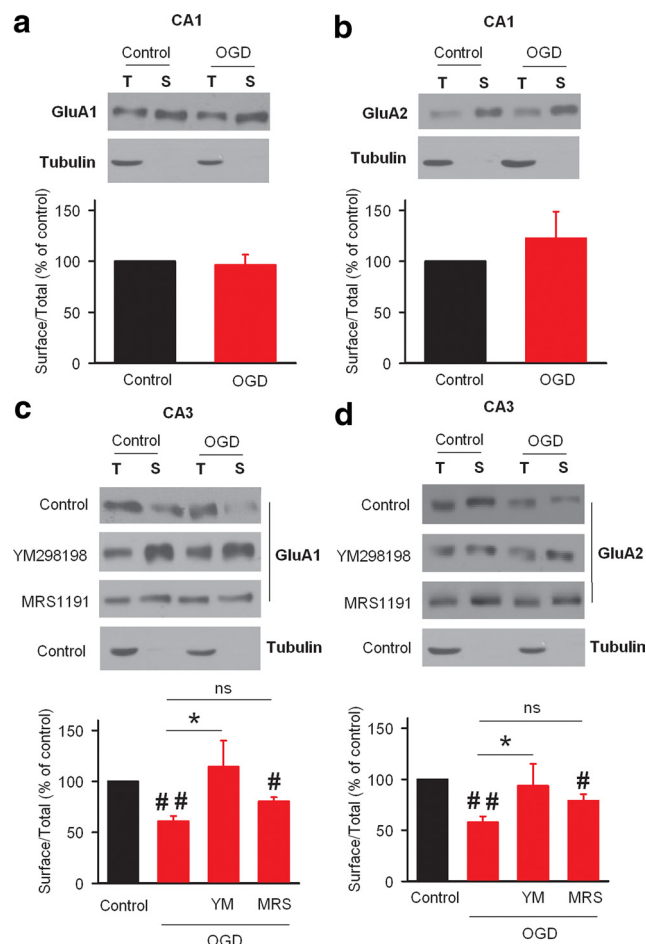 a
CA1
Control OGD
T S T S
GluA1
Tubulin
Surface/Total (% of control)
150
100
50
0
Control OGD
b
CA1
Control OGD
T S T S
GluA2
Tubulin
Surface/Total (% of control)
150
100
50
0
Control OGD
c
CA3
Control OGD
T S T S
Control
YM298198 GluA1
MRS1191
Control Tubulin
Surface/Total (% of control)
150
100
50
0
ns
*
##
#
Control YM MRS
OGD
d
CA3
Control OGD
T S T S
Control
YM298198 GluA2
MRS1191
Control Tubulin
Surface/Total (% of control)
150
100
50
0
ns
*
##
#
Control YM MRS
OGD